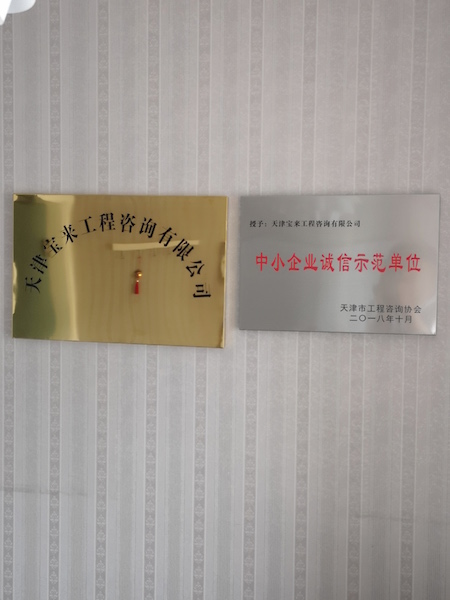 天津宝来工程咨询有限公司
授予：天津宝来工程咨询有限公司
中小企业诚信示范单位
天津市工程咨询协会
二〇一八年十月